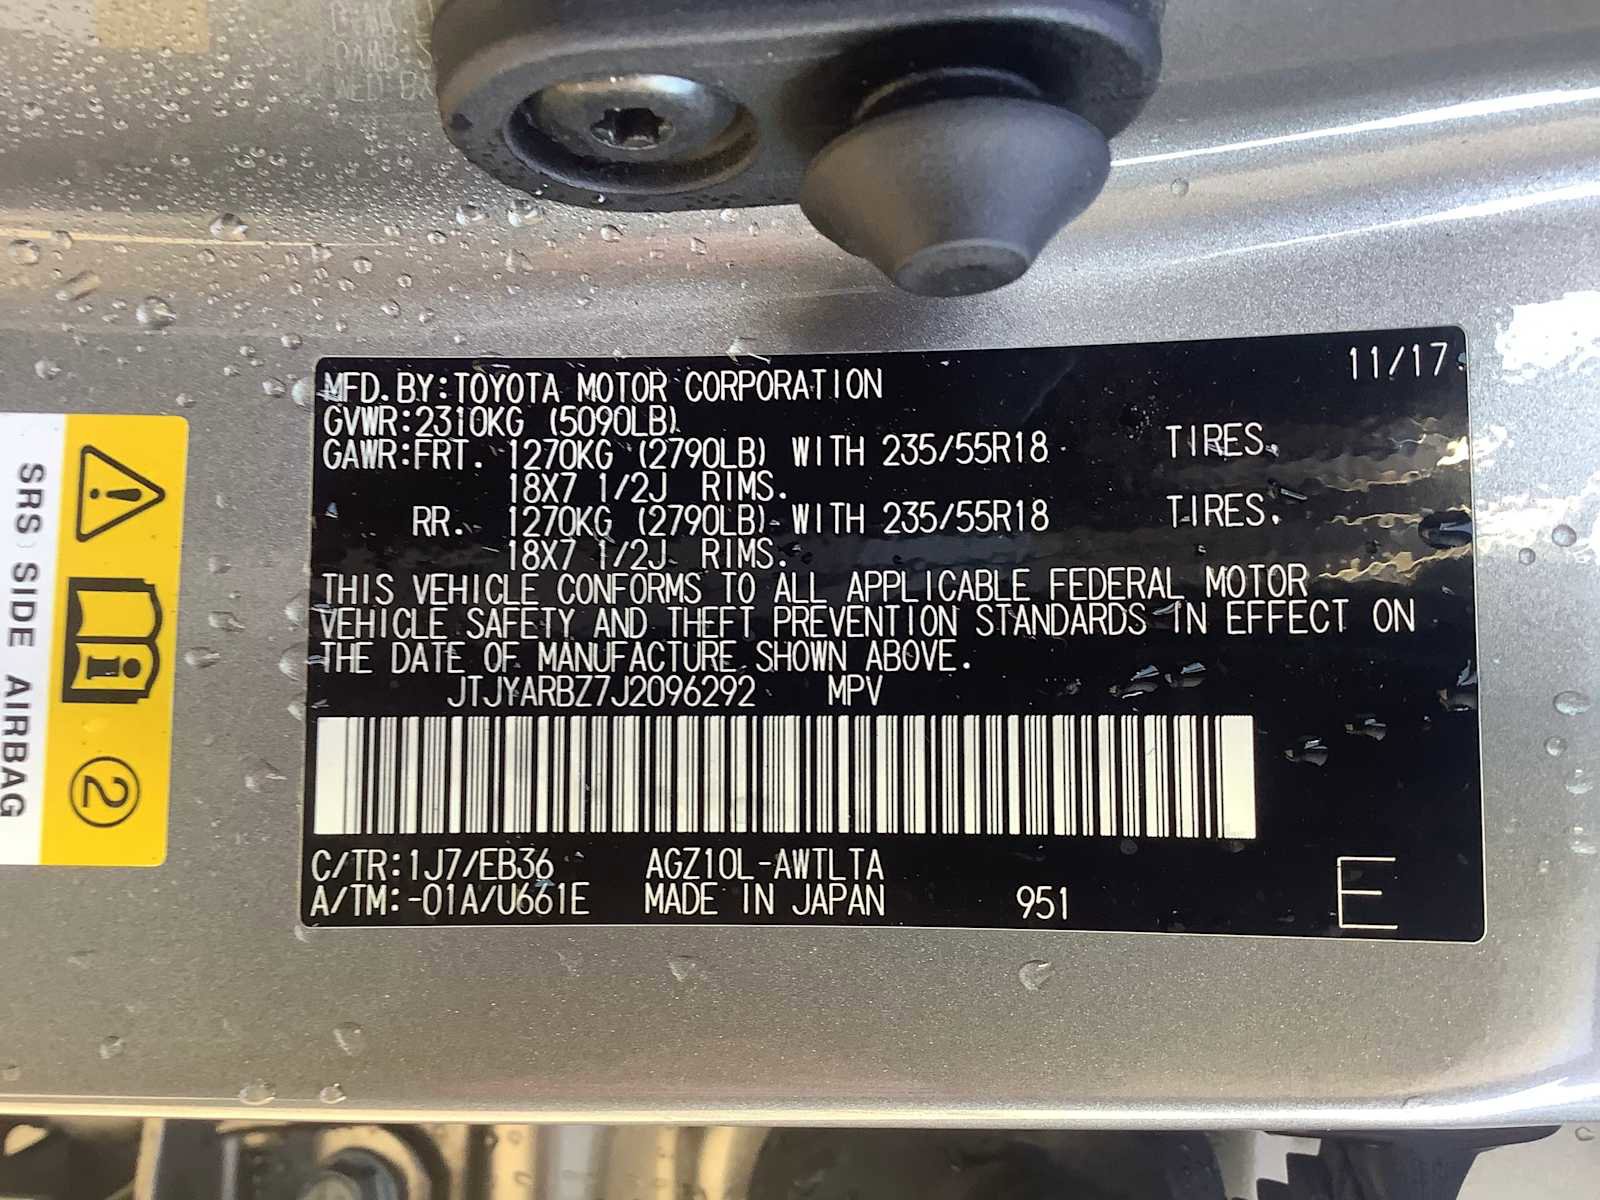 11/17
MFD.BY:TOYOTA MOTOR CORPORATION
GVWR:2310KG (5090LB)
GAWR:FRT. 1270KG (2790LB) WITH 235/55R18 TIRES.
18X7 1/2J RIMS.
RR. 1270KG (2790LB) WITH 235/55R18 TIRES.
18X7 1/2J RIMS.
THIS VEHICLE CONFORMS TO ALL APPLICABLE FEDERAL MOTOR
VEHICLE SAFETY AND THEFT PREVENTION STANDARDS IN EFFECT ON
THE DATE OF MANUFACTURE SHOWN ABOVE.
JTJYARBZ7J2096292 MPV
C/TR:1J7/EB36 AGZ10L-AWTLTA
A/TM:-01A/U661E MADE IN JAPAN 951 E
SRS SIDE AIRBAG
2